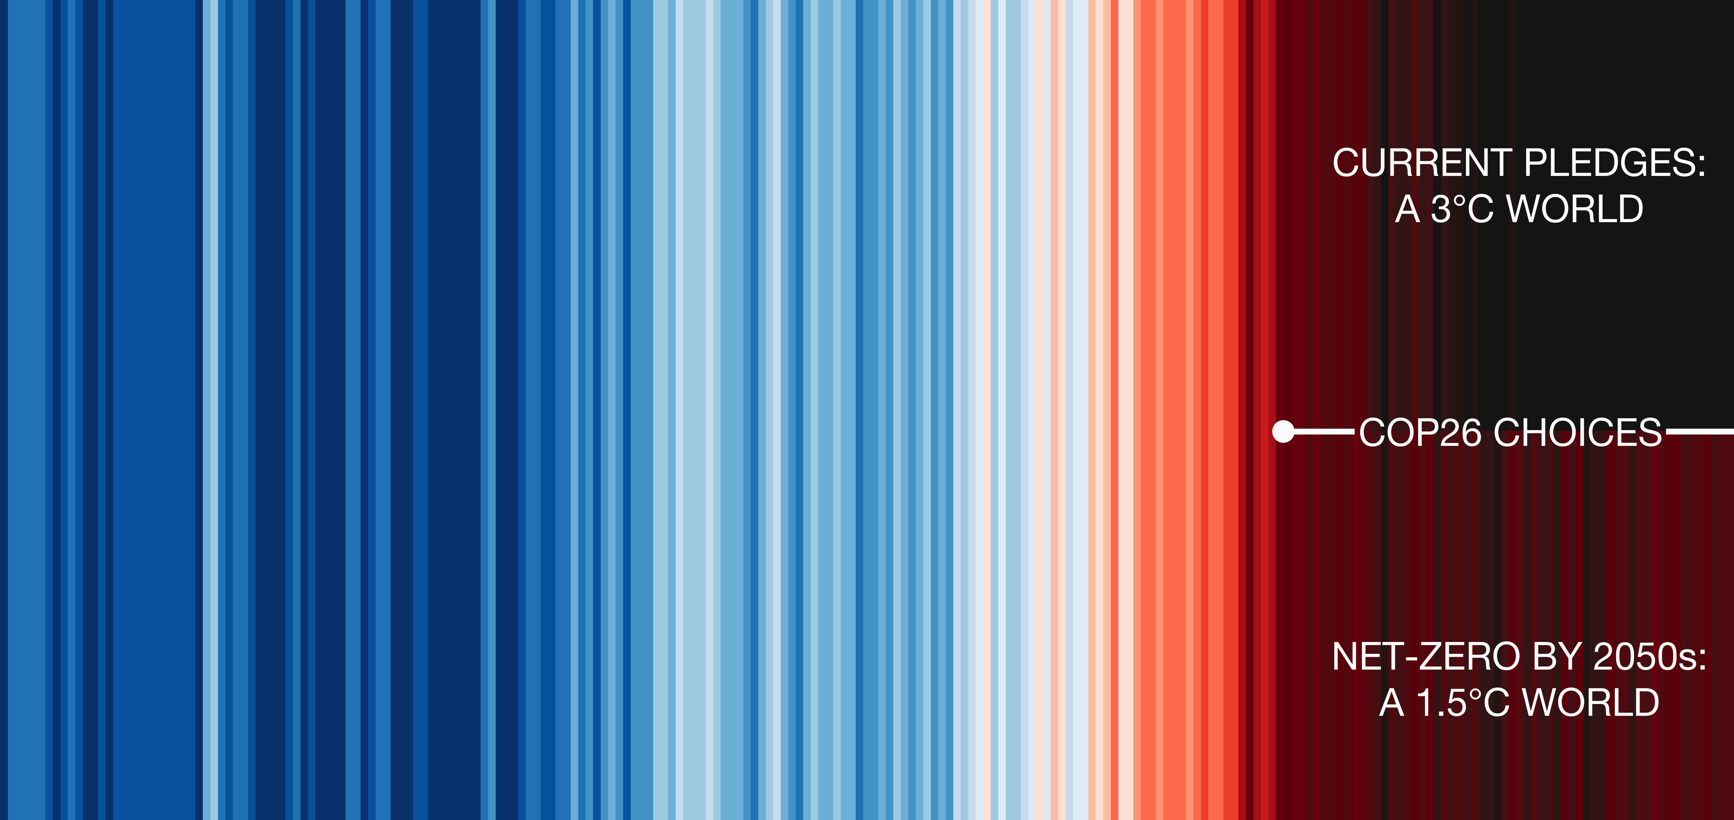 CURRENT PLEDGES:
A 3°C WORLD
COP26 CHOICES
NET-ZERO BY 2050s:
A 1.5°C WORLD